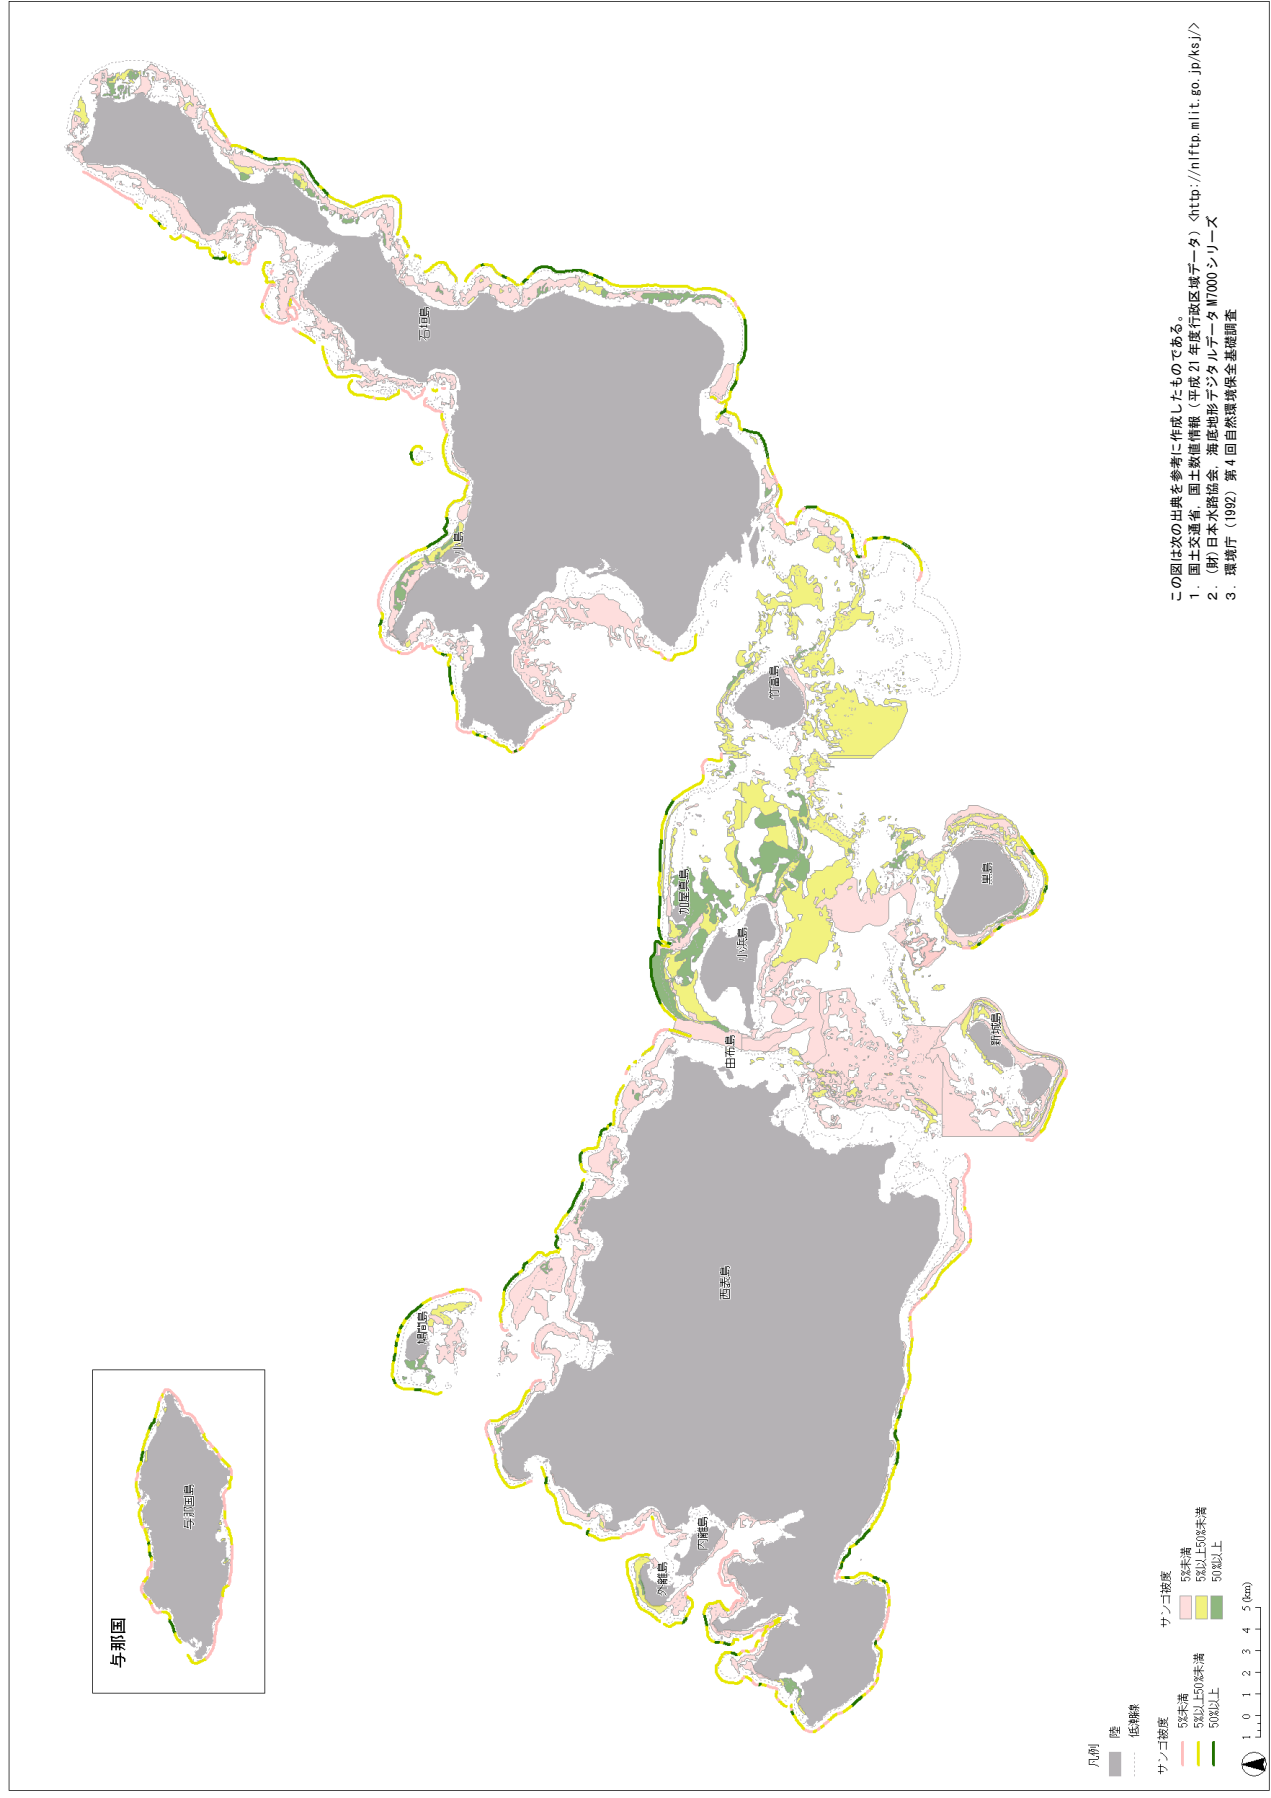 与那国
与那国島
石垣島
小島
竹富島
加屋真島
小浜島
黒島
由布島
新城島
鳩間島
西表島
内離島
外離島
凡例
陸
低潮線
サンゴ被度
5%未満
5%以上50%未満
50%以上
サンゴ被度
5%未満
5%以上50%未満
50%以上
1 0 1 2 3 4 5 (km)
この図は次の出典を参考に作成したものである。
1．国土交通省, 国土数値情報（平成 21 年度行政区域データ）<http://nlftp.mlit.go.jp/ksj/>
2．（財）日本水路協会, 海底地形デジタルデータ M7000 シリーズ
3．環境庁（1992）第 4 回自然環境保全基礎調査